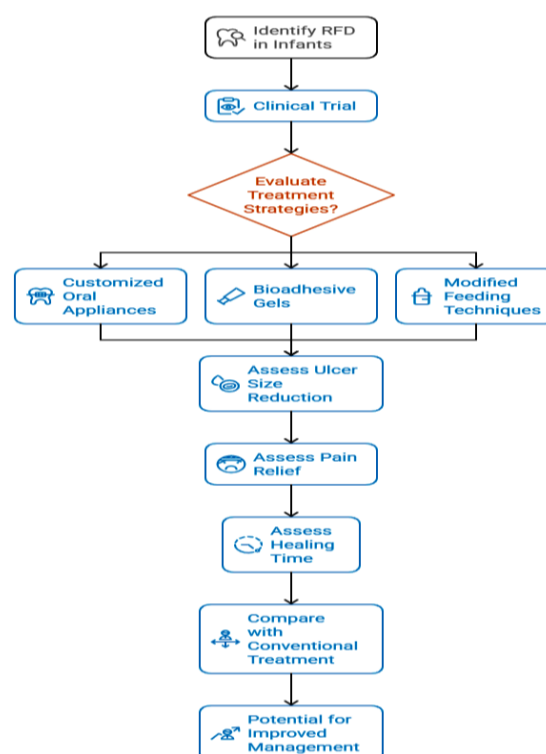 Identify RFD
in Infants
Clinical Trial
Evaluate
Treatment
Strategies?
Customized
Oral
Appliances
Bioadhesive
Gels
Modified
Feeding
Techniques
Assess Ulcer
Size
Reduction
Assess Pain
Relief
Assess
Healing
Time
Compare
with
Conventional
Treatment
Potential for
Improved
Management